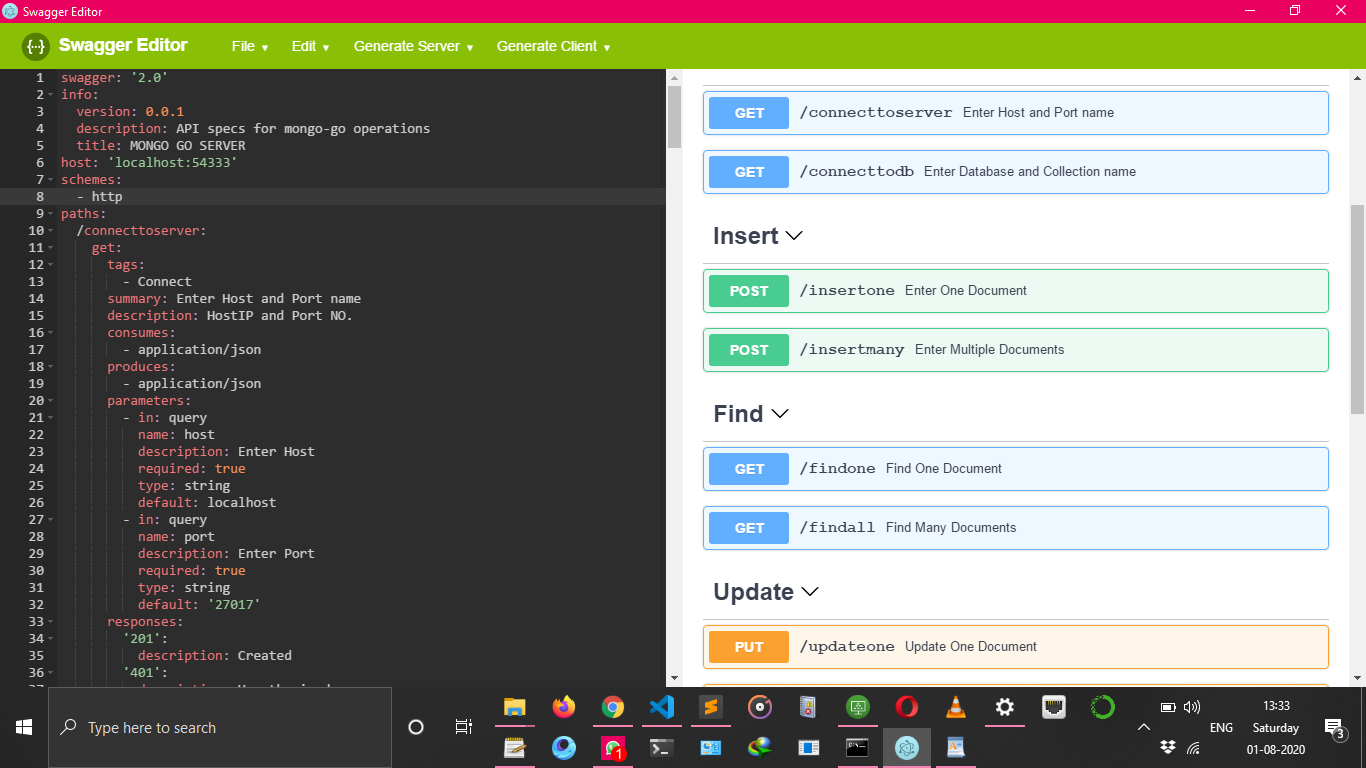 Swagger Editor
{··} Swagger Editor File Edit Generate Server Generate Client
1 swagger: '2.0'
2 info:
3 version: 0.0.1
4 description: API specs for mongo-go operations
5 title: MONGO GO SERVER
6 host: 'localhost:54333'
7 schemes:
8 - http
9 paths:
10 /connecttoserver:
11 get:
12 tags:
13 - Connect
14 summary: Enter Host and Port name
15 description: HostIP and Port NO.
16 consumes:
17 - application/json
18 produces:
19 - application/json
20 parameters:
21 - in: query
22 name: host
23 description: Enter Host
24 required: true
25 type: string
26 default: localhost
27 - in: query
28 name: port
29 description: Enter Port
30 required: true
31 type: string
32 default: '27017'
33 responses:
34 '201':
35 description: Created
36 '401':
GET /connecttoserver Enter Host and Port name
GET /connecttodb Enter Database and Collection name
Insert
POST /insertone Enter One Document
POST /insertmany Enter Multiple Documents
Find
GET /findone Find One Document
GET /findall Find Many Documents
Update
PUT /updateone Update One Document
Type here to search
1
ENG
13:33
Saturday
01-08-2020
3